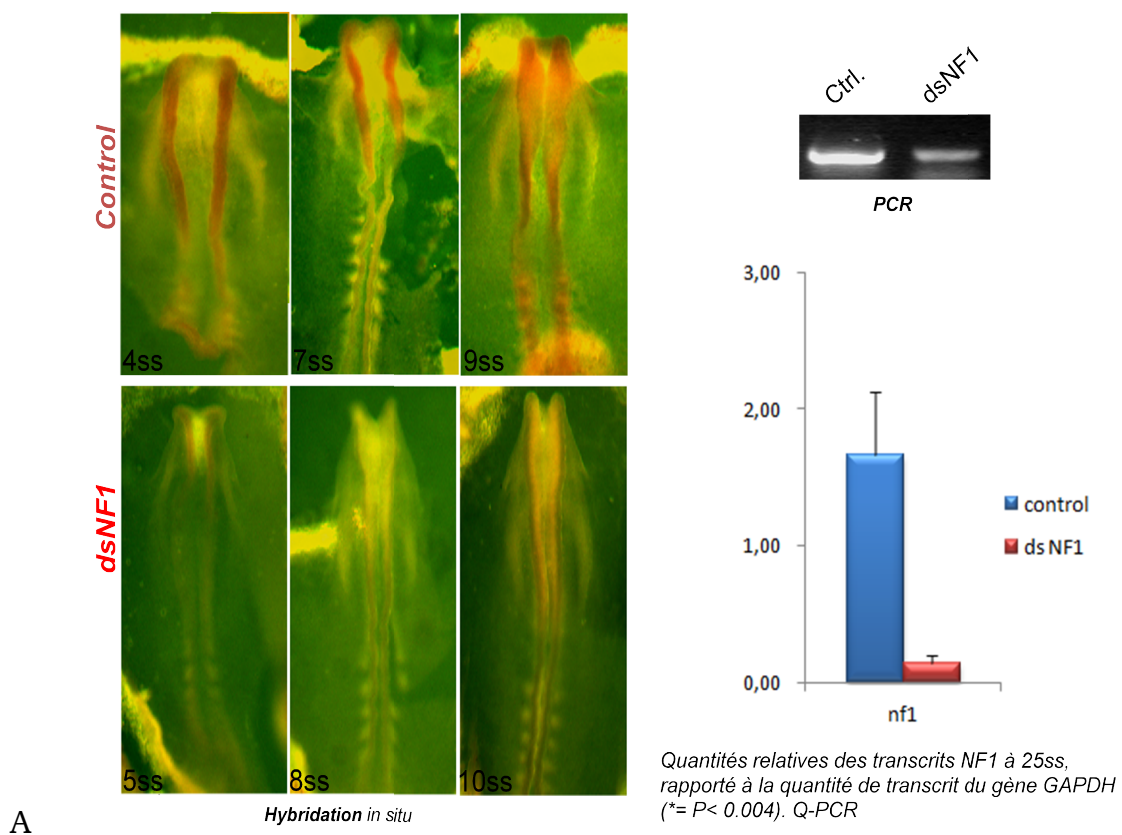 Control
4ss
7ss
9ss
dsNF1
5ss
8ss
10ss
Hybridation in situ
A
Ctrl.
dsNF1
PCR
3,00
2,00
1,00
0,00
nf1
control
ds NF1
Quantités relatives des transcrits NF1 à 25ss,
rapporté à la quantité de transcrit du gène GAPDH
(*= P< 0.004). Q-PCR